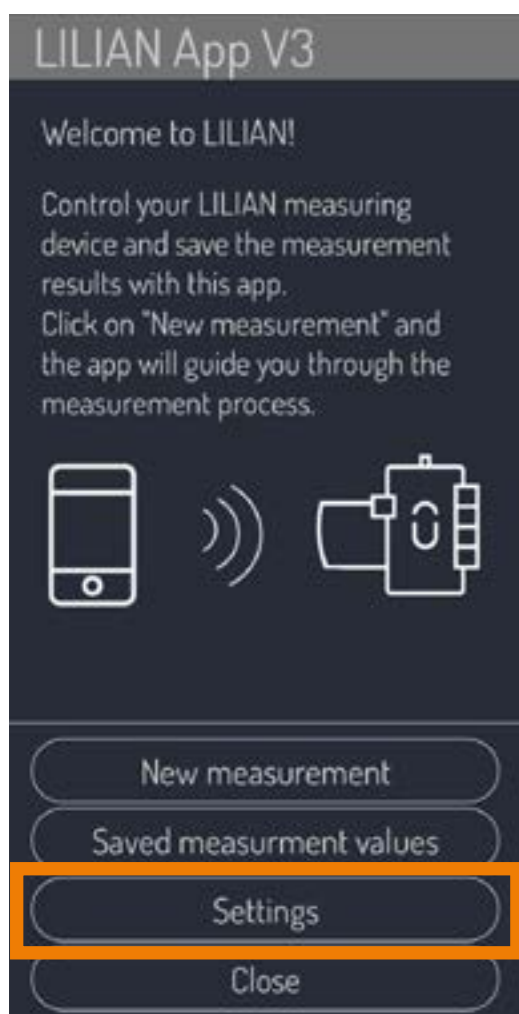 LILIAN App V3
Welcome to LILIAN!
Control your LILIAN measuring
device and save the measurement
results with this app.
Click on "New measurement" and
the app will guide you through the
measurement process.
New measurement
Saved measurment values
Settings
Close